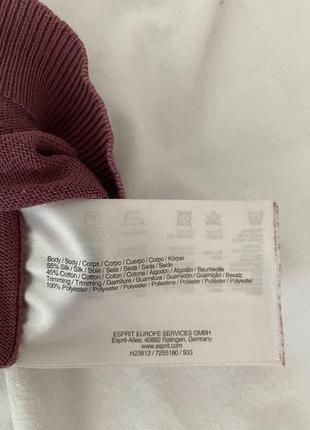 Body / Body / Corps / Corpo / Cuerpo / Corpo / Körper
55% Silk / Silk / Soie / Seta / Seda / Seda / Seide
45% Cotton / Cotton / Coton / Cotone / Algodón / Algodão / Baumwolle
Trimming / Trimming / Garniture / Guarnizione / Guarnición / Guarnição / Besatz
100% Polyester / Polyester / Polyester / Poliestere / Poliéster / Poliéster / Polyester
ESPRIT EUROPE SERVICES GMBH
Esprit-Allee, 40882 Ratingen, Germany
www.esprit.com
H23813 / 7255180 / 933